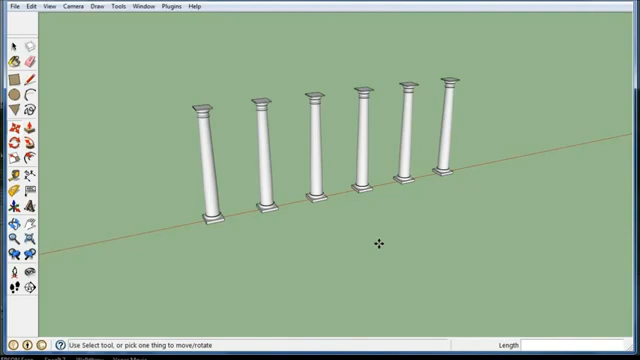 File Edit View Camera Draw Tools Window Plugins Help
Use Select tool, or pick one thing to move/rotate
Length